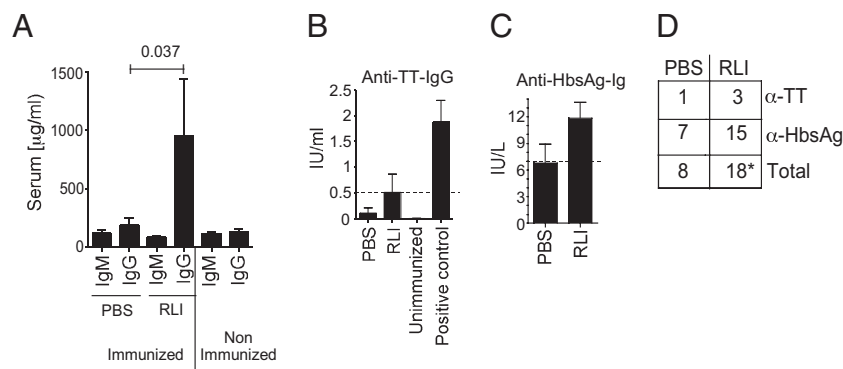 A
0.037
1500
1000
500
0
Serum [µg/ml]
IgM
IgG
IgM
IgG
IgM
IgG
PBS
RLI
Immunized
Non
Immunized
B
Anti-TT-IgG
2.5
2
1.5
1
0.5
0
IU/ml
PBS
RLI
Unimmunized
Positive control
C
Anti-HbsAg-Ig
12
9
6
3
0
IU/L
PBS
RLI
D
PBS RLI
1 3 α-TT
7 15 α-HbsAg
8 18* Total